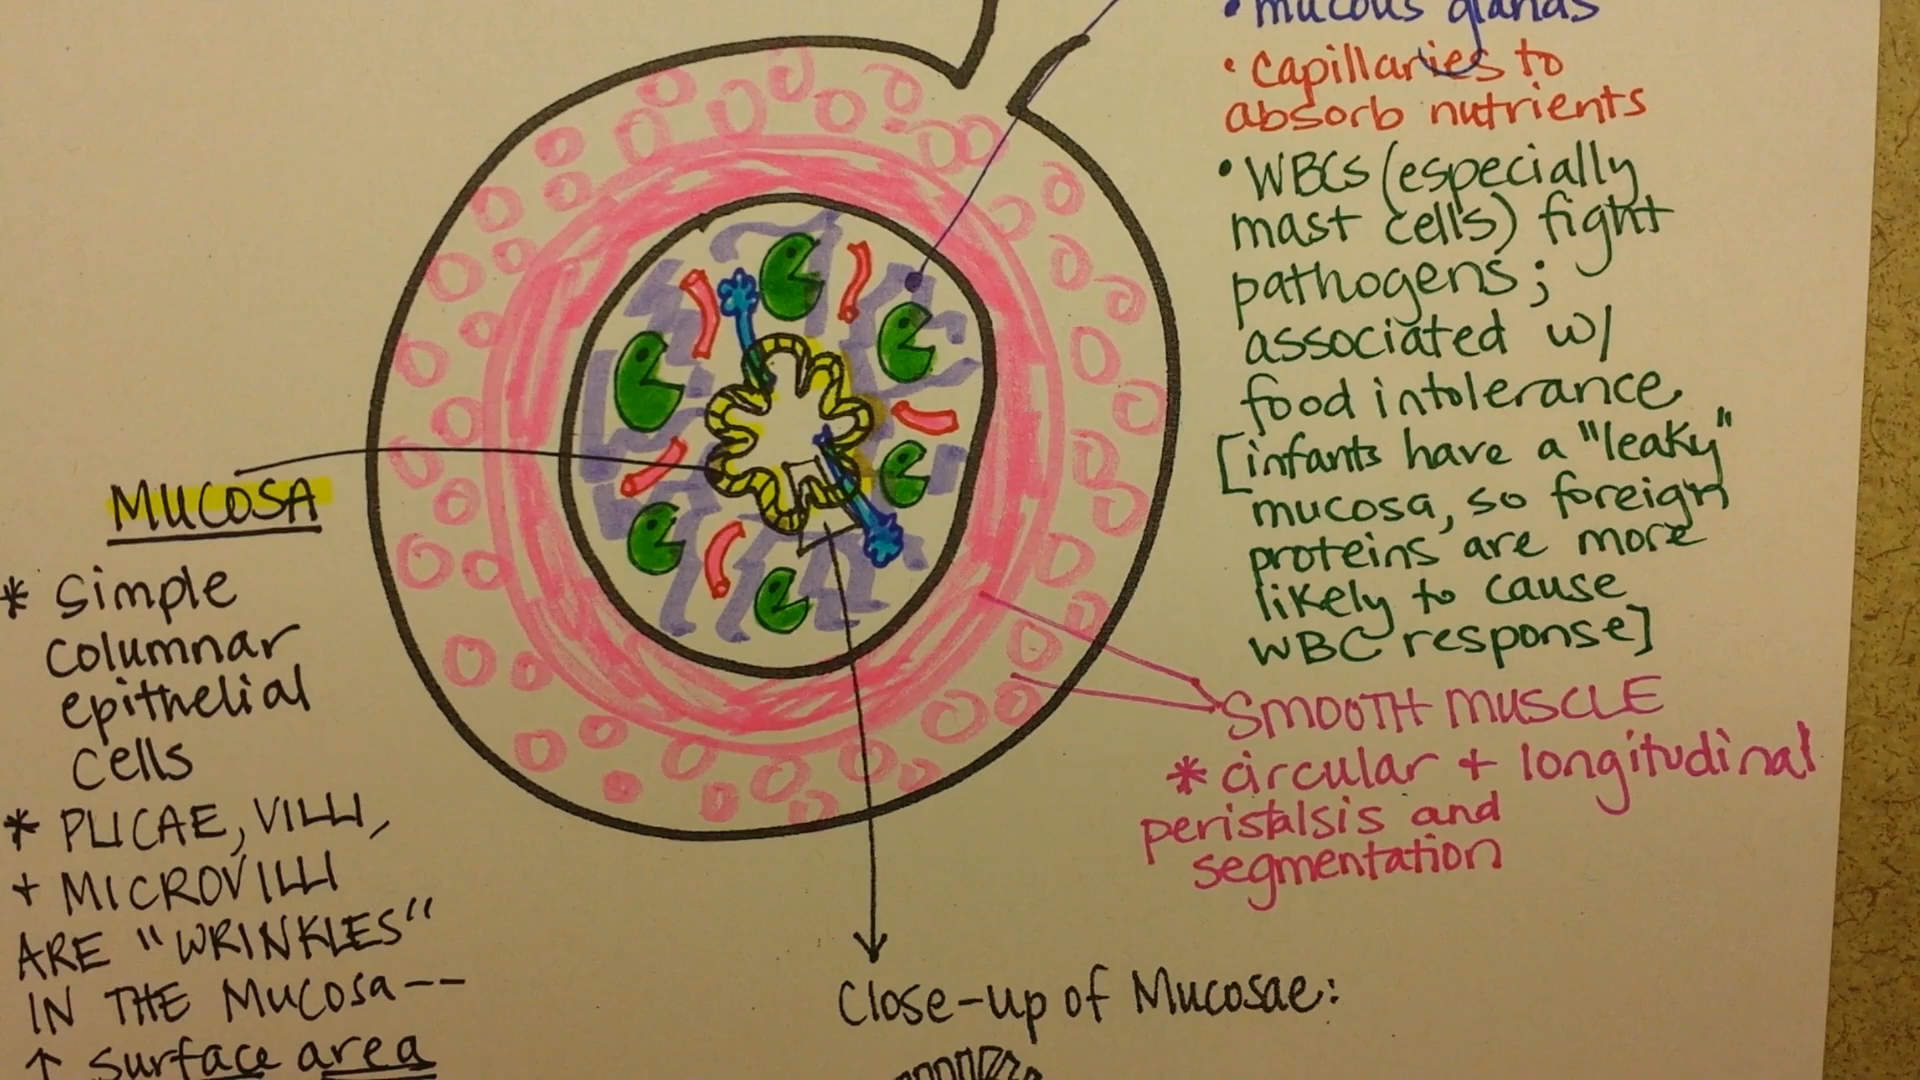 • mucous glands
• capillaries to
absorb nutrients
• WBCs (especially
mast cells) fight
pathogens;
associated w/
food intolerance
[infants have a "leaky"
mucosa, so foreign
proteins are more
likely to cause
WBC response]
SMOOTH MUSCLE
* circular + longitudinal
peristalsis and
segmentation
MUCOSA
* Simple
columnar
epithelial
cells
* PLICAE, VILLI,
+ MICROVILLI
ARE "WRINKLES"
IN THE MUCOSA--
↑ surface area
Close-up of Mucosae: